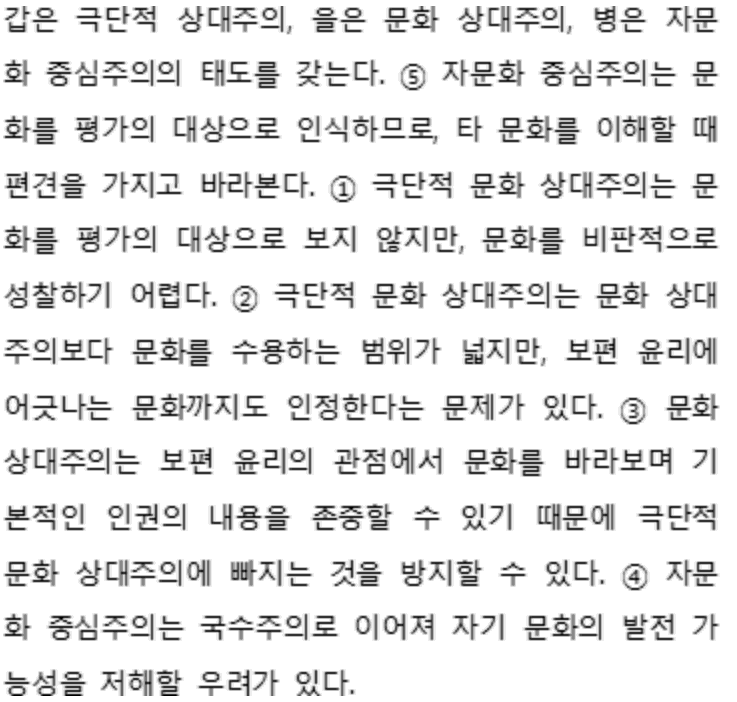 갑은 극단적 상대주의, 을은 문화 상대주의, 병은 자문
화 중심주의의 태도를 갖는다. ⑤ 자문화 중심주의는 문
화를 평가의 대상으로 인식하므로, 타 문화를 이해할 때
편견을 가지고 바라본다. ① 극단적 문화 상대주의는 문
화를 평가의 대상으로 보지 않지만, 문화를 비판적으로
성찰하기 어렵다. ② 극단적 문화 상대주의는 문화 상대
주의보다 문화를 수용하는 범위가 넓지만, 보편 윤리에
어긋나는 문화까지도 인정한다는 문제가 있다. ③ 문화
상대주의는 보편 윤리의 관점에서 문화를 바라보며 기
본적인 인권의 내용을 존중할 수 있기 때문에 극단적
문화 상대주의에 빠지는 것을 방지할 수 있다. ④ 자문
화 중심주의는 국수주의로 이어져 자기 문화의 발전 가
능성을 저해할 우려가 있다.